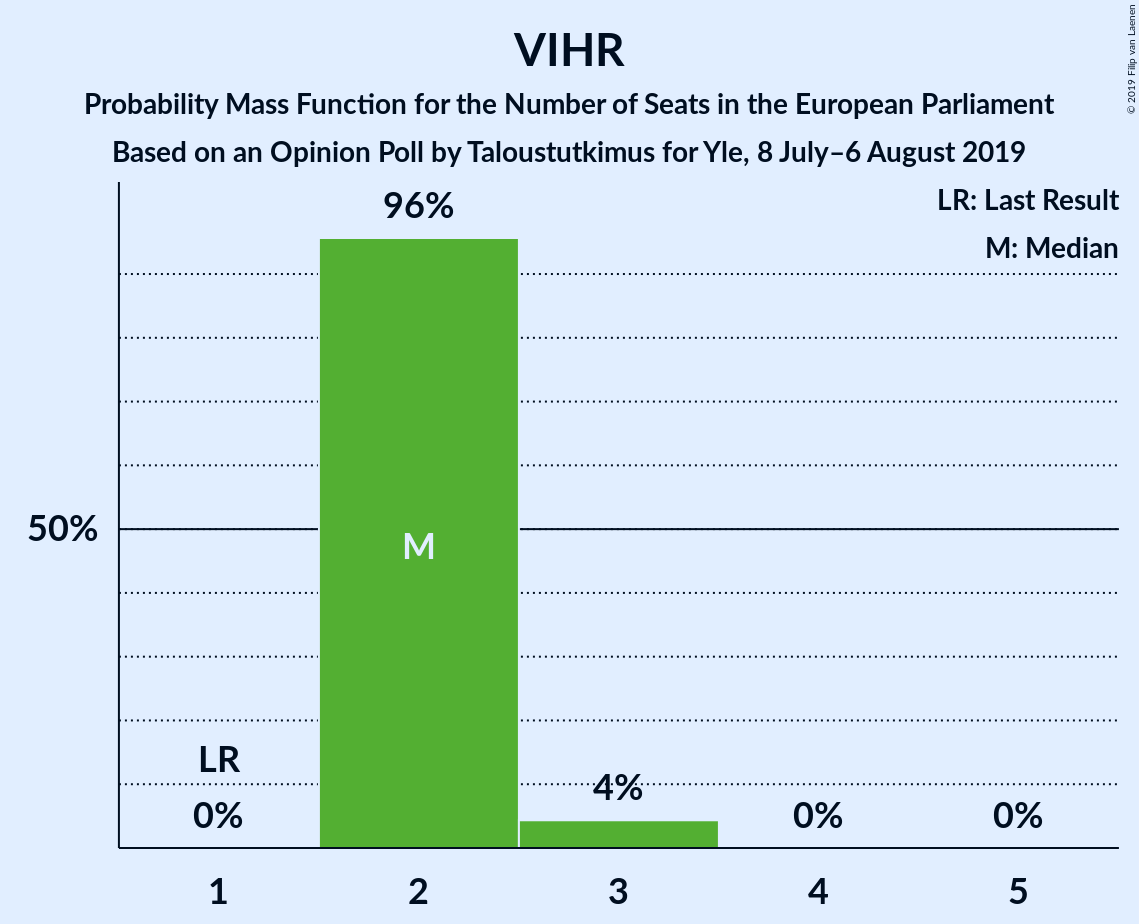 VIHR
Probability Mass Function for the Number of Seats in the European Parliament
Based on an Opinion Poll by Taloustutkimus for Yle, 8 July–6 August 2019
© 2019 Filip van Laenen
LR: Last Result
M: Median
96%
50%
M
LR
0%
4%
0%
0%
1
2
3
4
5